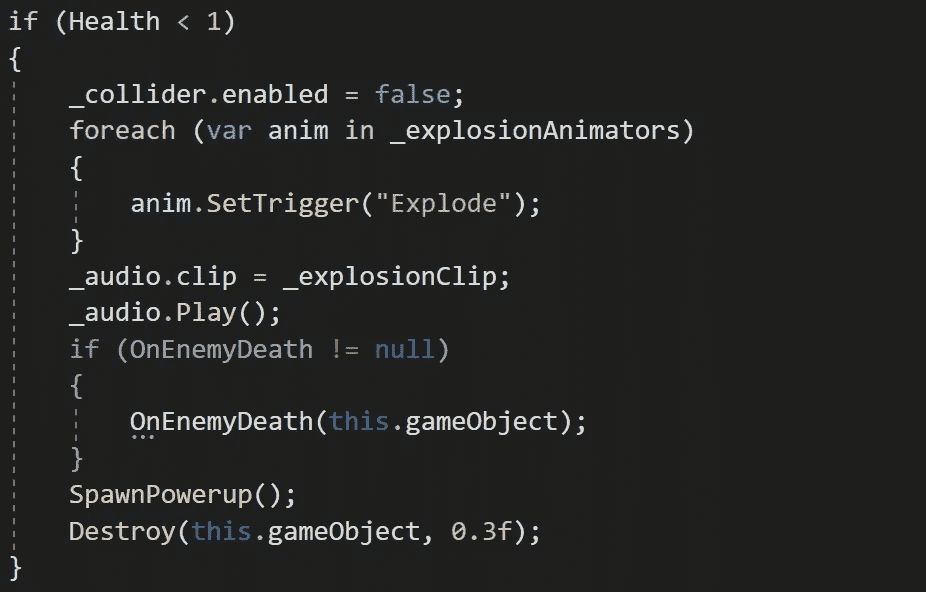 if (Health < 1)
{
    _collider.enabled = false;
    foreach (var anim in _explosionAnimators)
    {
        anim.SetTrigger("Explode");
    }
    _audio.clip = _explosionClip;
    _audio.Play();
    if (OnEnemyDeath != null)
    {
        OnEnemyDeath(this.gameObject);
    }
    SpawnPowerup();
    Destroy(this.gameObject, 0.3f);
}